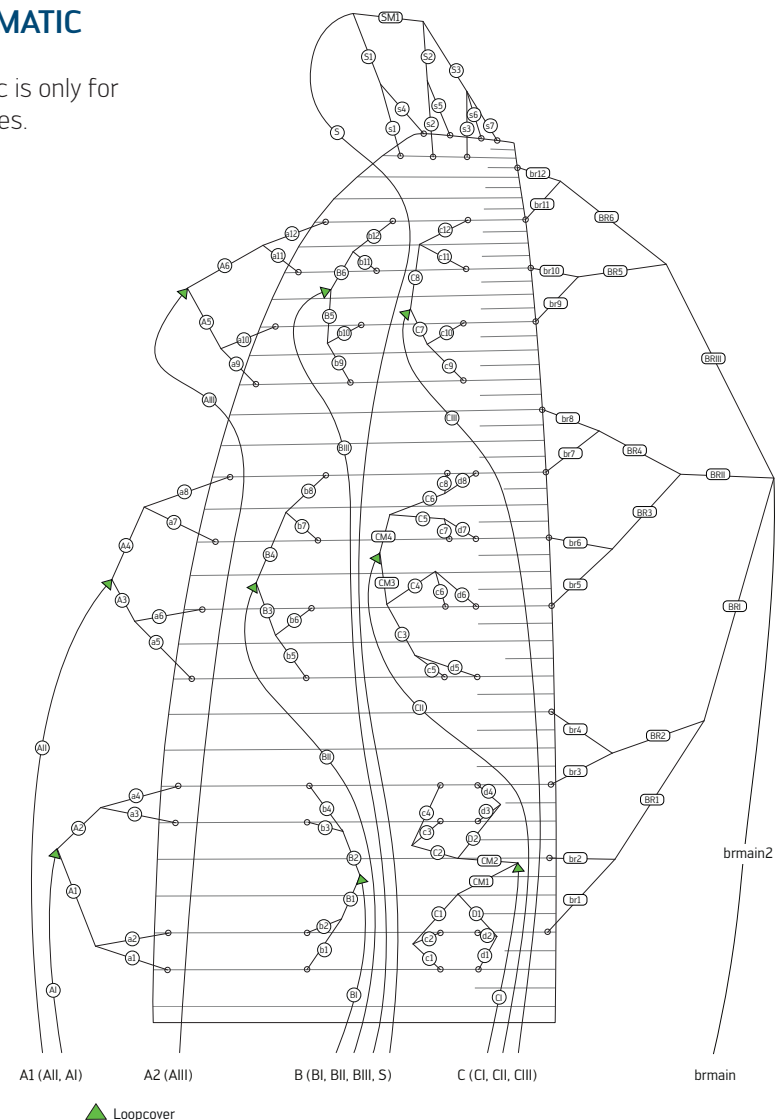 MATIC
c is only for
es.
SM1
S1
S2
S3
s4
s5
s6
s7
s1
s2
s3
S
br12
br11
BR6
a12
b12
c12
a11
b11
c11
A6
B6
C8
br10
BR5
br9
A5
B5
C7
a10
b10
c10
a9
b9
c9
BRIII
AIII
BIII
CIII
br8
br7
BR4
BRII
a8
b8
c8
d8
C6
a7
b7
C5
c7
d7
BR3
A4
B4
CM4
br6
CM3
C4
c6
d6
br5
A3
B3
a6
b6
BRI
a5
b5
C3
c5
d5
CII
br4
BR2
AII
BII
br3
a4
b4
c4
d4
BR1
a3
b3
c3
d3
A2
D2
C2
B2
CM2
br2
brmain2
A1
B1
CM1
br1
C1
D1
a2
b2
c2
d2
a1
b1
c1
d1
AI
BI
CI
A1 (AII, AI)
A2 (AIII)
B (BI, BII, BIII, S)
C (CI, CII, CIII)
brmain
Loopcover